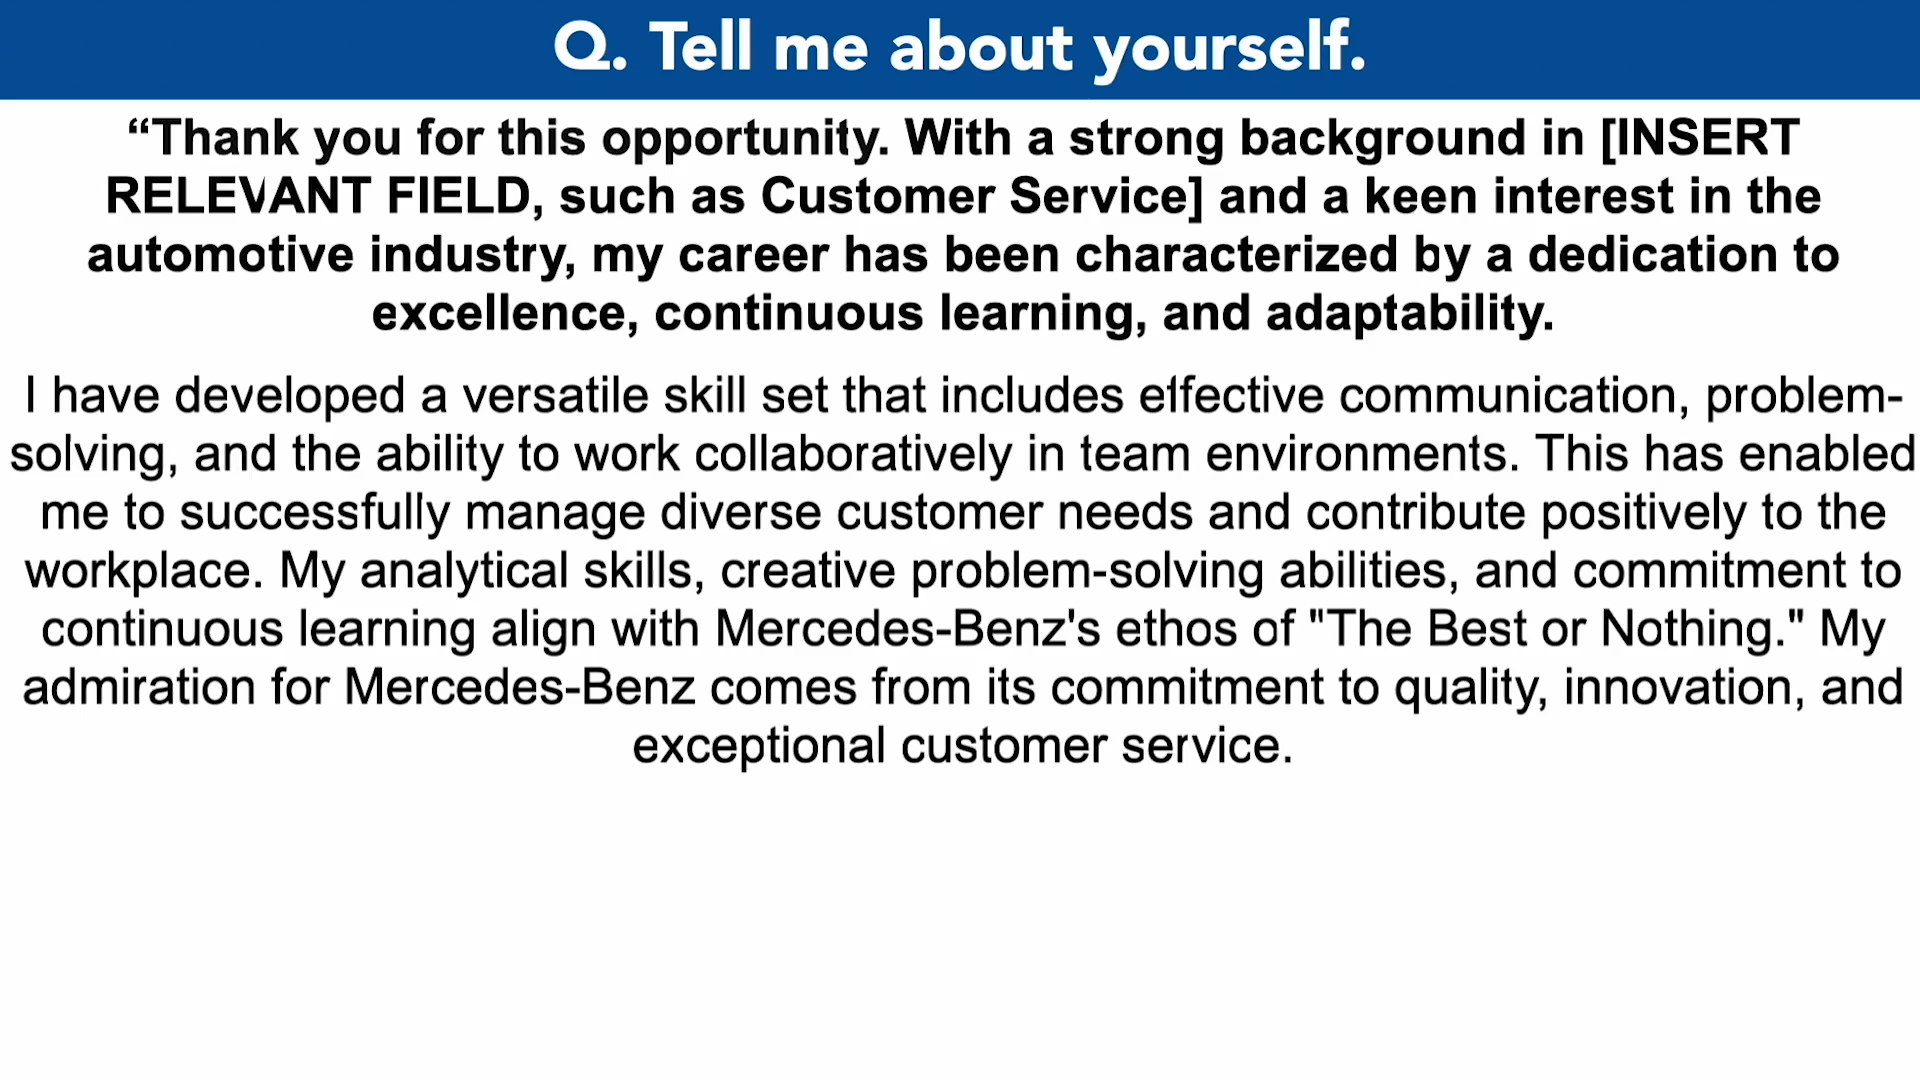 Q. Tell me about yourself.
“Thank you for this opportunity. With a strong background in [INSERT
RELEVANT FIELD, such as Customer Service] and a keen interest in the
automotive industry, my career has been characterized by a dedication to
excellence, continuous learning, and adaptability.
I have developed a versatile skill set that includes effective communication, problem-
solving, and the ability to work collaboratively in team environments. This has enabled
me to successfully manage diverse customer needs and contribute positively to the
workplace. My analytical skills, creative problem-solving abilities, and commitment to
continuous learning align with Mercedes-Benz's ethos of "The Best or Nothing." My
admiration for Mercedes-Benz comes from its commitment to quality, innovation, and
exceptional customer service.